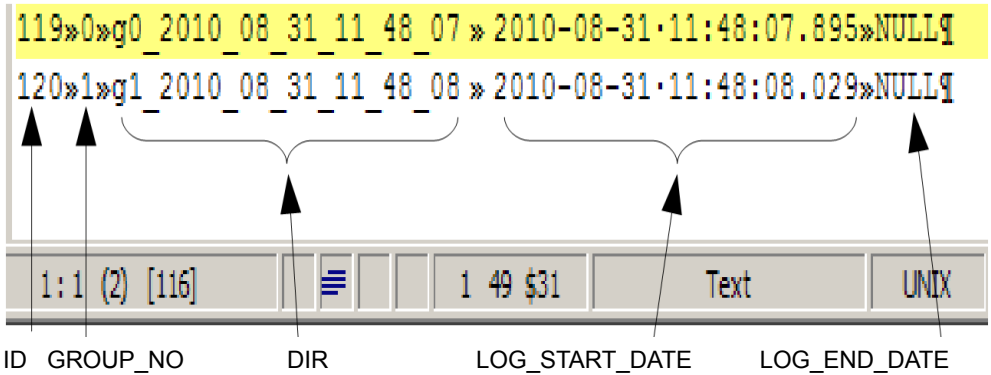 119»0»g0_2010_08_31_11_48_07»2010-08-31·11:48:07.895»NULL¶
120»1»g1_2010_08_31_11_48_08»2010-08-31·11:48:08.029»NULL¶
1:1 (2) [116] 1 49 $31 Text UNIX
ID GROUP_NO DIR LOG_START_DATE LOG_END_DATE